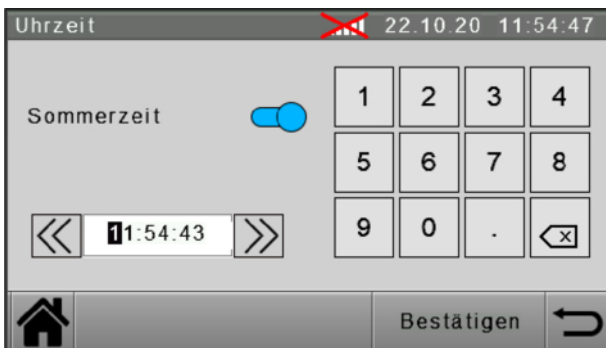 Uhrzeit 22.10.20 11:54:47
Sommerzeit
1 2 3 4
5 6 7 8
11:54:43
9 0 .
Bestätigen